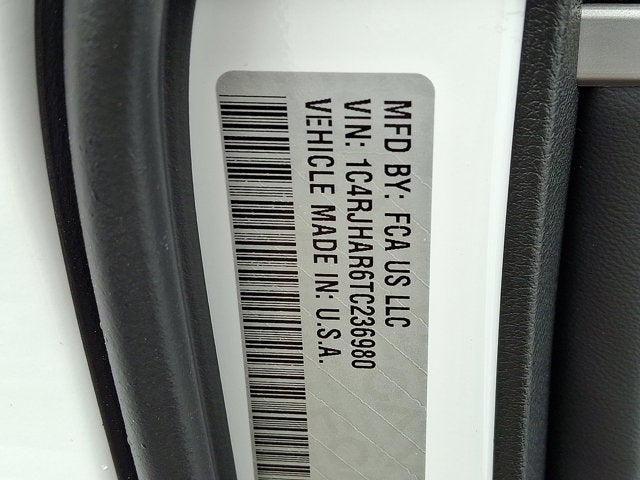 MFD BY: FCA US LLC
VIN: 1C4RJHAR6TC236980
VEHICLE MADE IN: U.S.A.